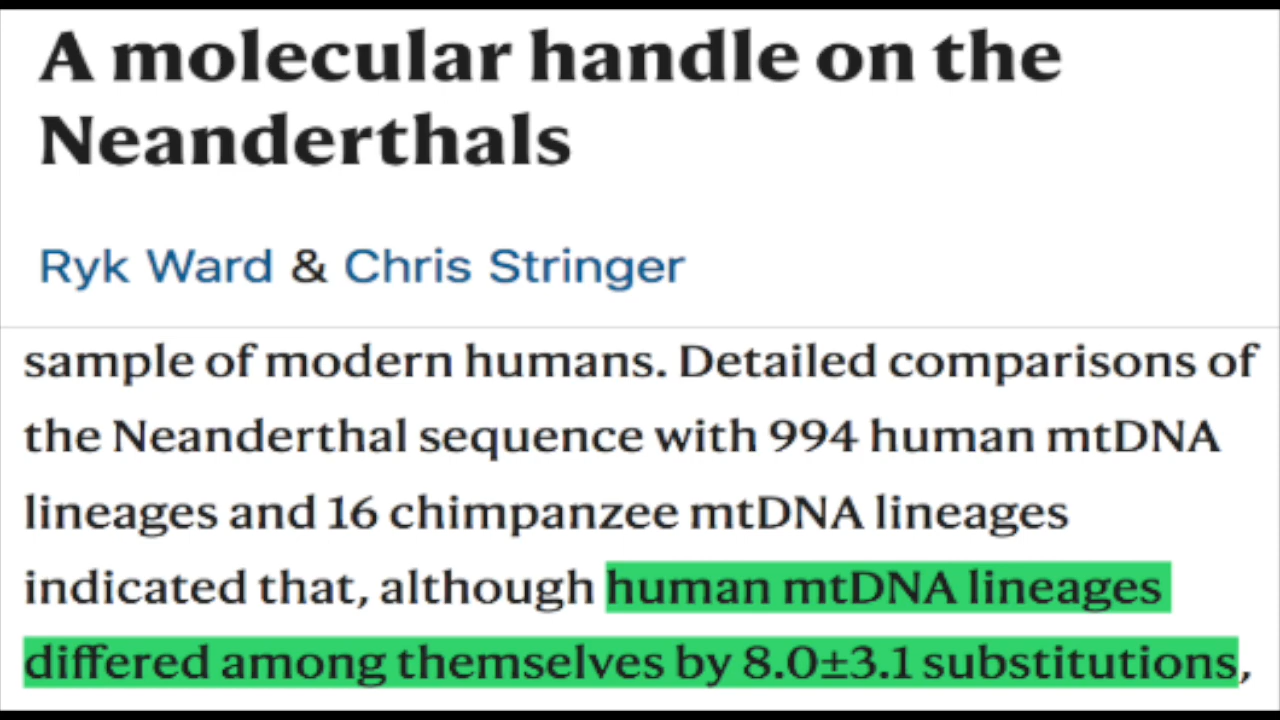 A molecular handle on the
Neanderthals
Ryk Ward & Chris Stringer
sample of modern humans. Detailed comparisons of
the Neanderthal sequence with 994 human mtDNA
lineages and 16 chimpanzee mtDNA lineages
indicated that, although human mtDNA lineages
differed among themselves by 8.0±3.1 substitutions,